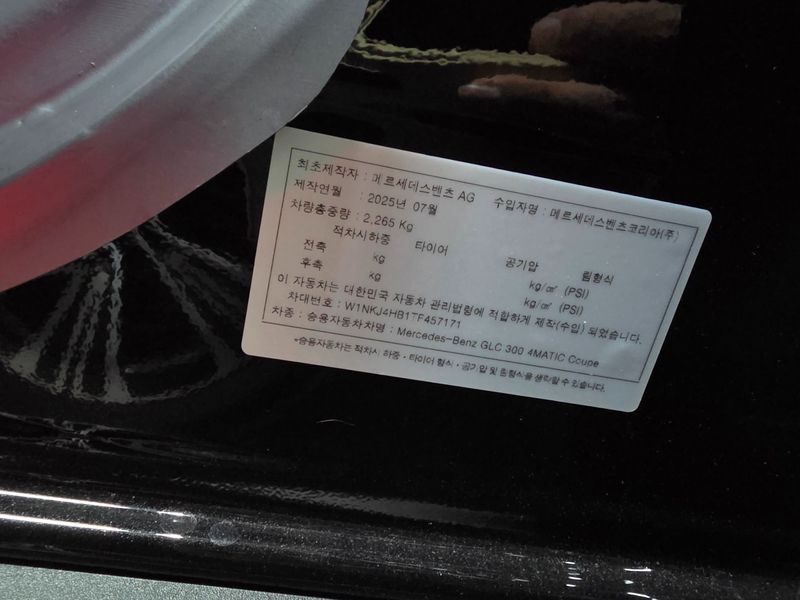 최초제작자 : 메르세데스벤츠 AG 수입자명 : 메르세데스벤츠코리아(주)
제작연월 : 2025년 07월
차량총중량 : 2,265 Kg
적차시하중 타이어 공기압 림형식
전축 kg kg/㎠ (PSI)
후축 kg kg/㎠ (PSI)
이 자동차는 대한민국 자동차 관리법령에 적합하게 제작(수입) 되었습니다.
차대번호 : W1NKJ4HB1TF457171
차종 : 승용자동차차명 : Mercedes-Benz GLC 300 4MATIC Coupe
*승용자동차는 적차시 하중·타이어 형식·공기압 및 림형식을 생략할 수 있습니다.